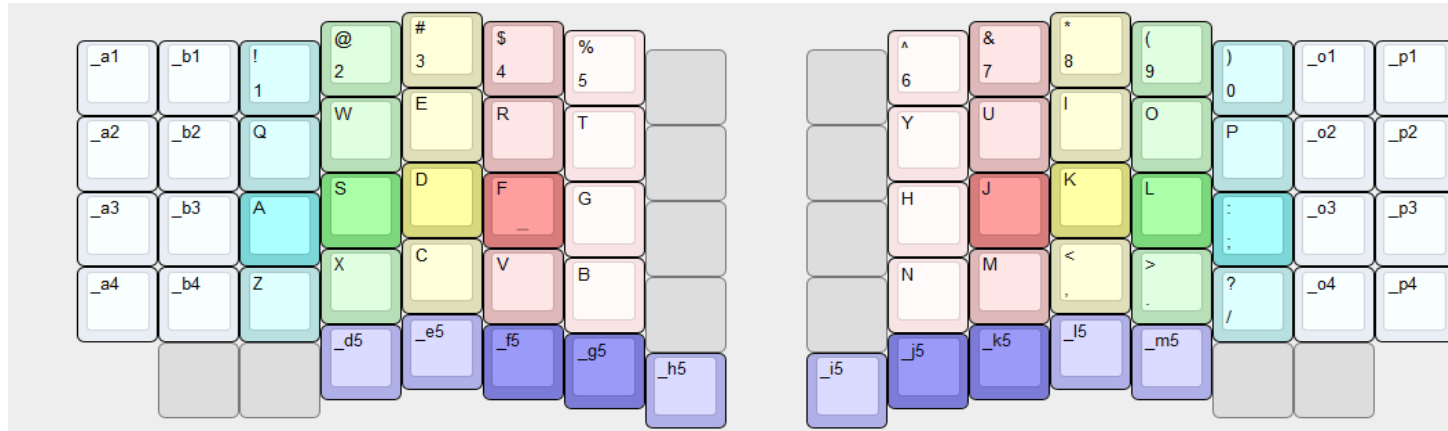 _a1 _b1 ! @ # $ % ^ & * ( ) _o1 _p1
1 2 3 4 5 6 7 8 9 0
_a2 _b2 Q W E R T Y U I O P _o2 _p2
_a3 _b3 A S D F G H J K L : _o3 _p3
_ ;
_a4 _b4 Z X C V B N M < > ? _o4 _p4
, . /
_d5 _e5 _f5 _g5 _h5 _i5 _j5 _k5 _l5 _m5